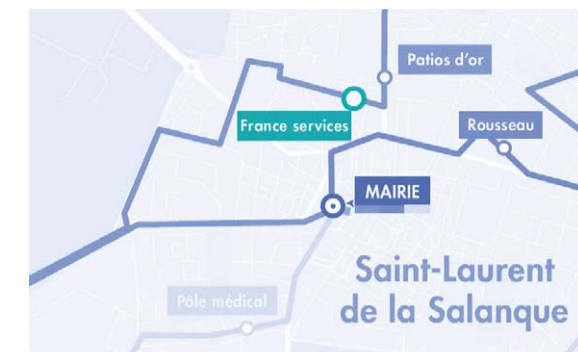 Patios d'or
France services
Rousseau
MAIRIE
Saint-Laurent
de la Salanque
Pôle médical